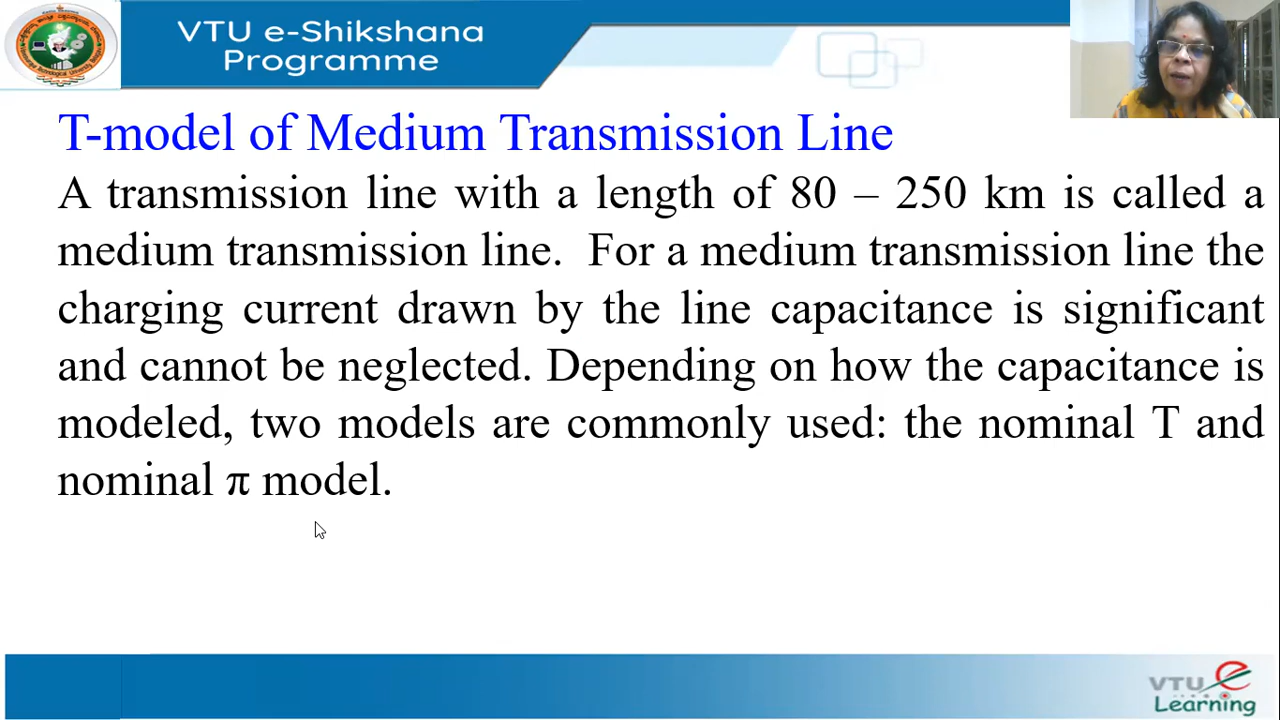 VTU e-Shikshana
Programme
T-model of Medium Transmission Line
A transmission line with a length of 80 – 250 km is called a
medium transmission line. For a medium transmission line the
charging current drawn by the line capacitance is significant
and cannot be neglected. Depending on how the capacitance is
modeled, two models are commonly used: the nominal T and
nominal π model.
VTU e
Learning